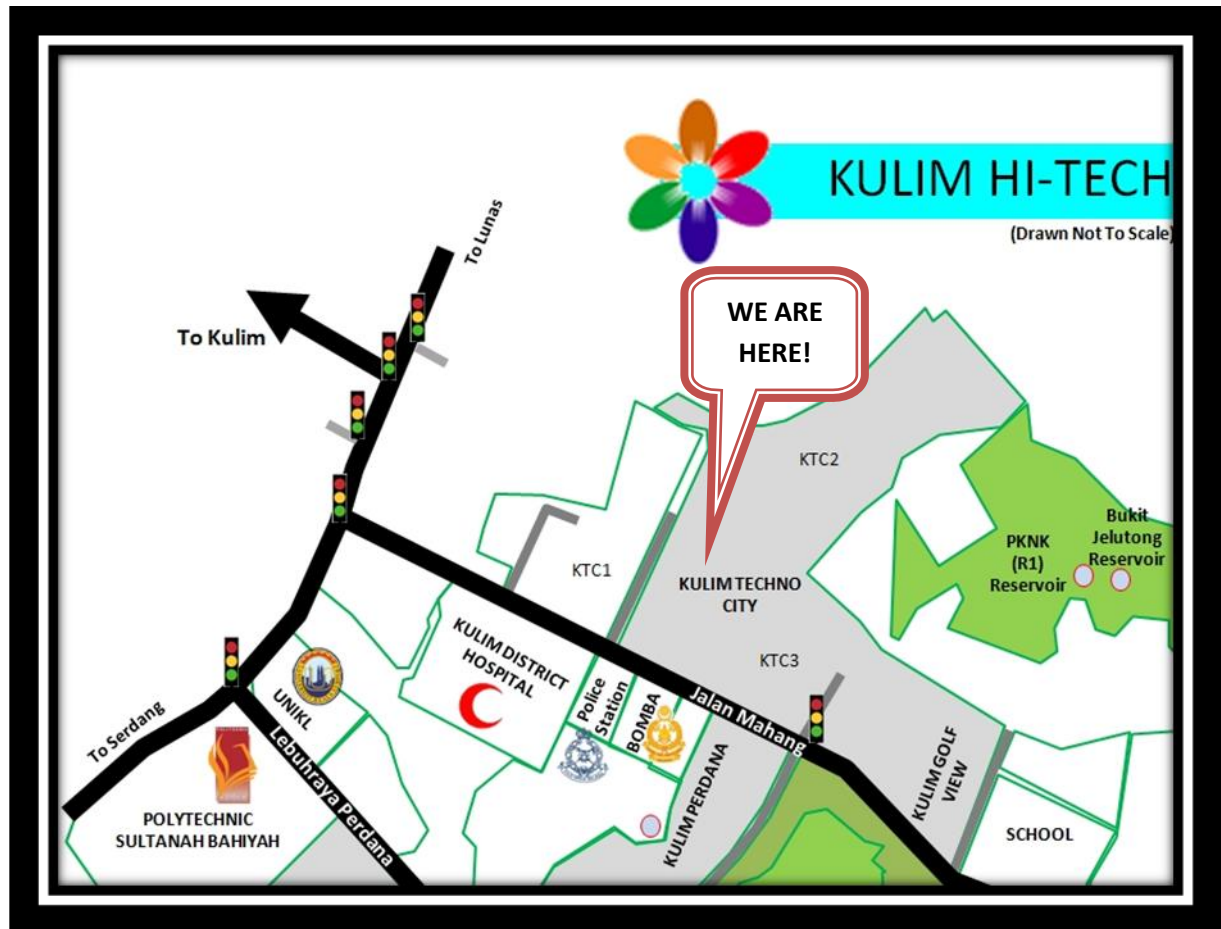 KULIM HI-TECH
(Drawn Not To Scale)
To Lunas
WE ARE
HERE!
To Kulim
KTC2
Bukit
Jelutong
Reservoir
PKNK
(R1)
Reservoir
KTC1
KULIM TECHNO
CITY
KULIM DISTRICT
HOSPITAL
KTC3
Police
Station
BOMBA
Jalan Mahang
UNIKL
To Serdang
Lebuhraya Perdana
KULIM PERDANA
KULIM GOLF
VIEW
POLYTECHNIC
SULTANAH BAHIYAH
SCHOOL